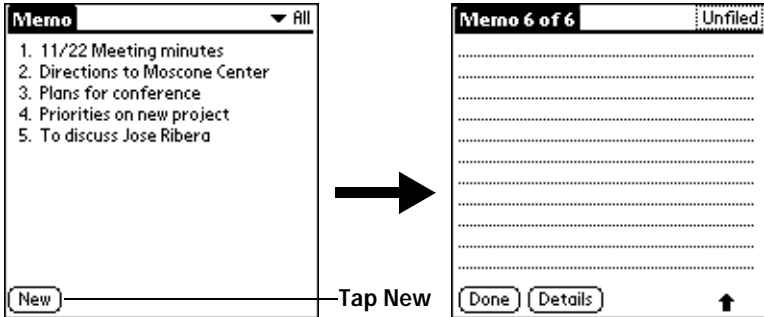 Memo All
1. 11/22 Meeting minutes
2. Directions to Moscone Center
3. Plans for conference
4. Priorities on new project
5. To discuss Jose Ribera
New
Tap New
Memo 6 of 6 Unfiled
Done Details